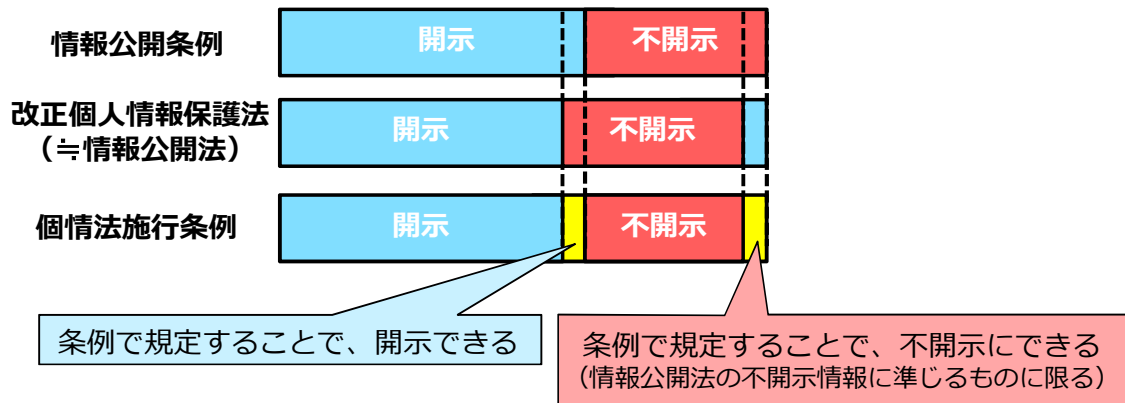 情報公開条例
開示
不開示
改正個人情報保護法
（≒情報公開法）
開示
不開示
個情法施行条例
開示
不開示
条例で規定することで、開示できる
条例で規定することで、不開示にできる
（情報公開法の不開示情報に準じるものに限る）